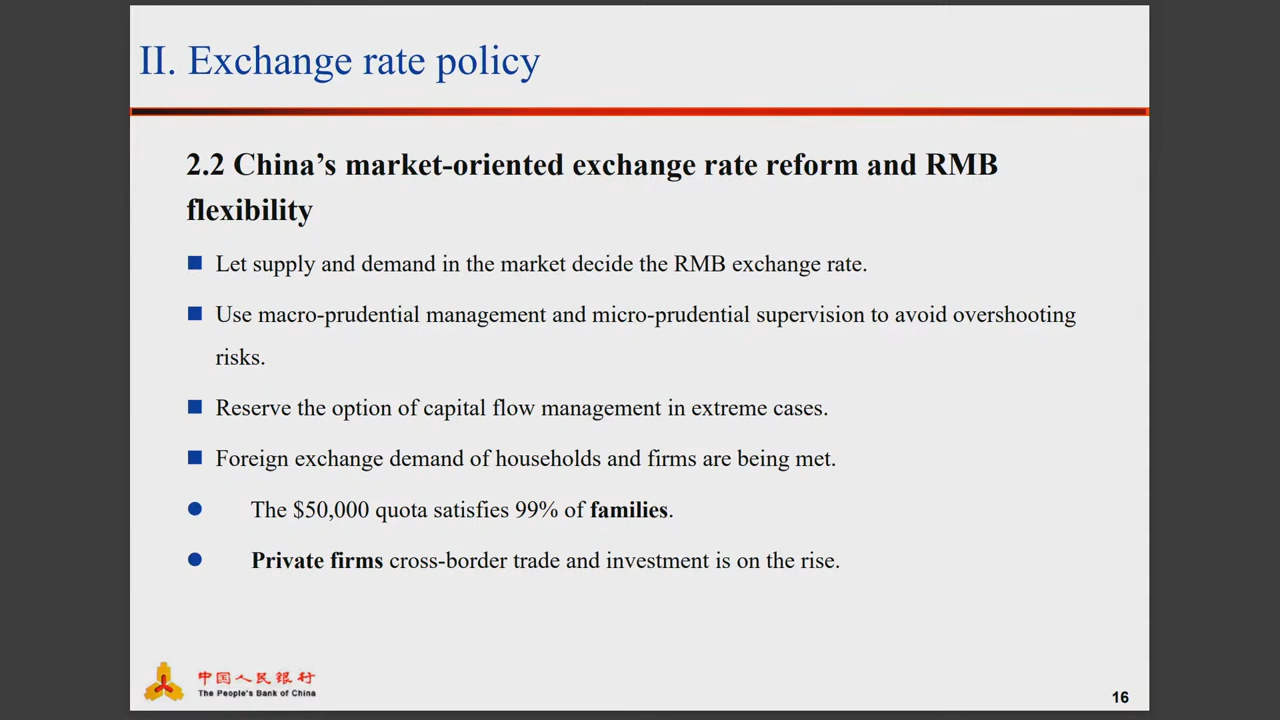 II. Exchange rate policy
2.2 China’s market-oriented exchange rate reform and RMB
flexibility
Let supply and demand in the market decide the RMB exchange rate.
Use macro-prudential management and micro-prudential supervision to avoid overshooting
risks.
Reserve the option of capital flow management in extreme cases.
Foreign exchange demand of households and firms are being met.
The $50,000 quota satisfies 99% of families.
Private firms cross-border trade and investment is on the rise.
中国人民银行
The People's Bank of China
16